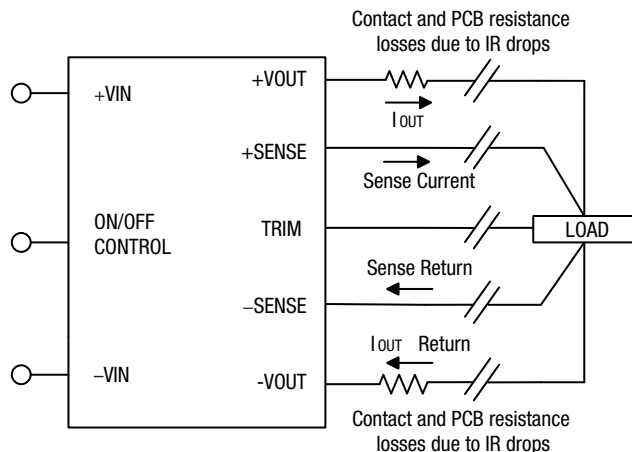 Contact and PCB resistance
losses due to IR drops
+VOUT
+VIN
IOUT
+SENSE
Sense Current
ON/OFF
CONTROL
TRIM
LOAD
Sense Return
−SENSE
IOUT Return
−VIN
-VOUT
Contact and PCB resistance
losses due to IR drops